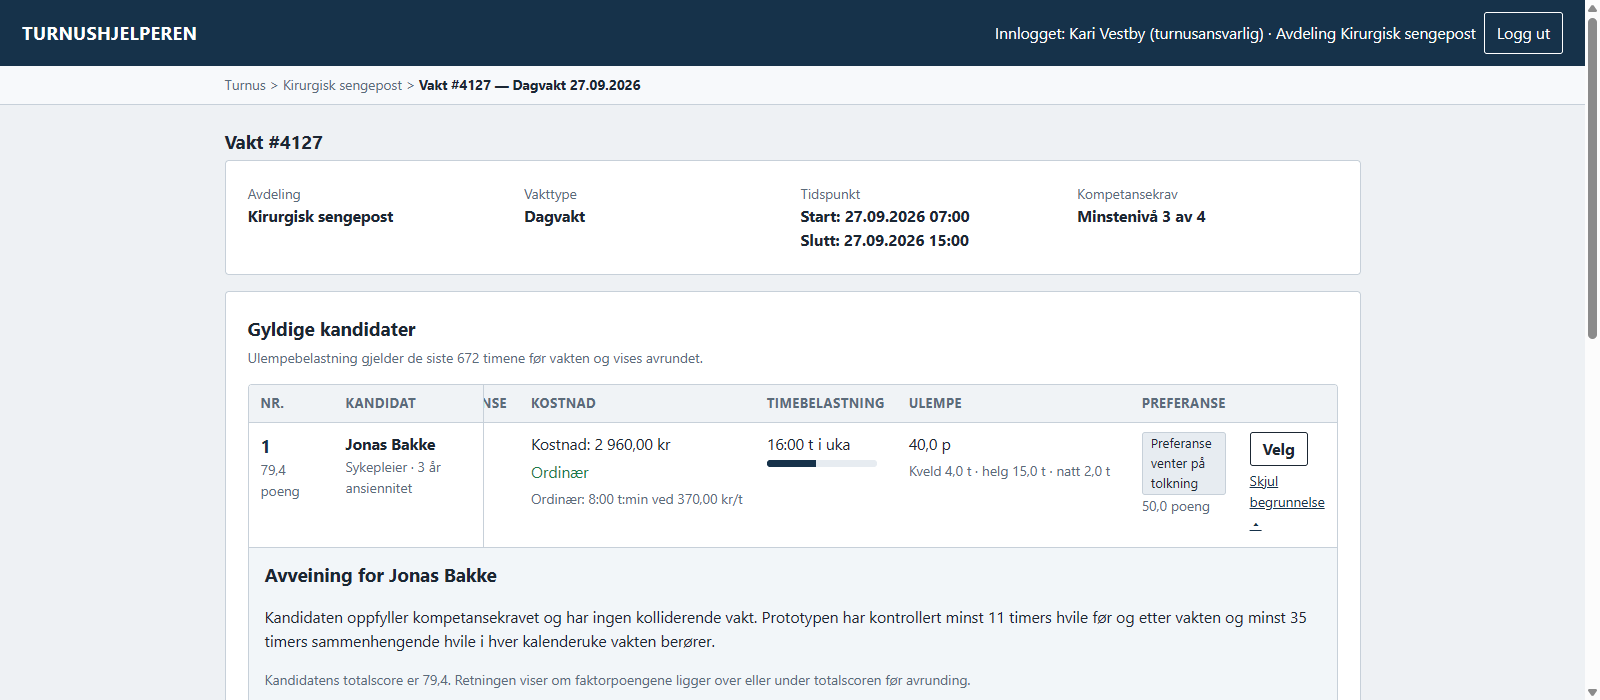 TURNUSHJELPEREN
Innlogget: Kari Vestby (turnusansvarlig) · Avdeling Kirurgisk sengepost
Logg ut
Turnus > Kirurgisk sengepost > Vakt #4127 — Dagvakt 27.09.2026
Vakt #4127
Avdeling
Kirurgisk sengepost
Vakttype
Dagvakt
Tidspunkt
Start: 27.09.2026 07:00
Slutt: 27.09.2026 15:00
Kompetansekrav
Minstenivå 3 av 4
Gyldige kandidater
Ulempebelastning gjelder de siste 672 timene før vakten og vises avrundet.
NR. KANDIDAT NSE KOSTNAD TIMEBELASTNING ULEMPE PREFERANSE
1
79,4
poeng
Jonas Bakke
Sykepleier · 3 år
ansiennitet
Kostnad: 2 960,00 kr
Ordinær
Ordinær: 8:00 t:min ved 370,00 kr/t
16:00 t i uka
40,0 p
Kveld 4,0 t · helg 15,0 t · natt 2,0 t
Preferanse
venter på
tolkning
50,0 poeng
Velg
Skjul
begrunnelse
Avveining for Jonas Bakke
Kandidaten oppfyller kompetansekravet og har ingen kolliderende vakt. Prototypen har kontrollert minst 11 timers hvile før og etter vakten og minst 35
timers sammenhengende hvile i hver kalenderuke vakten berører.
Kandidatens totalscore er 79,4. Retningen viser om faktorpoengene ligger over eller under totalscoren før avrunding.